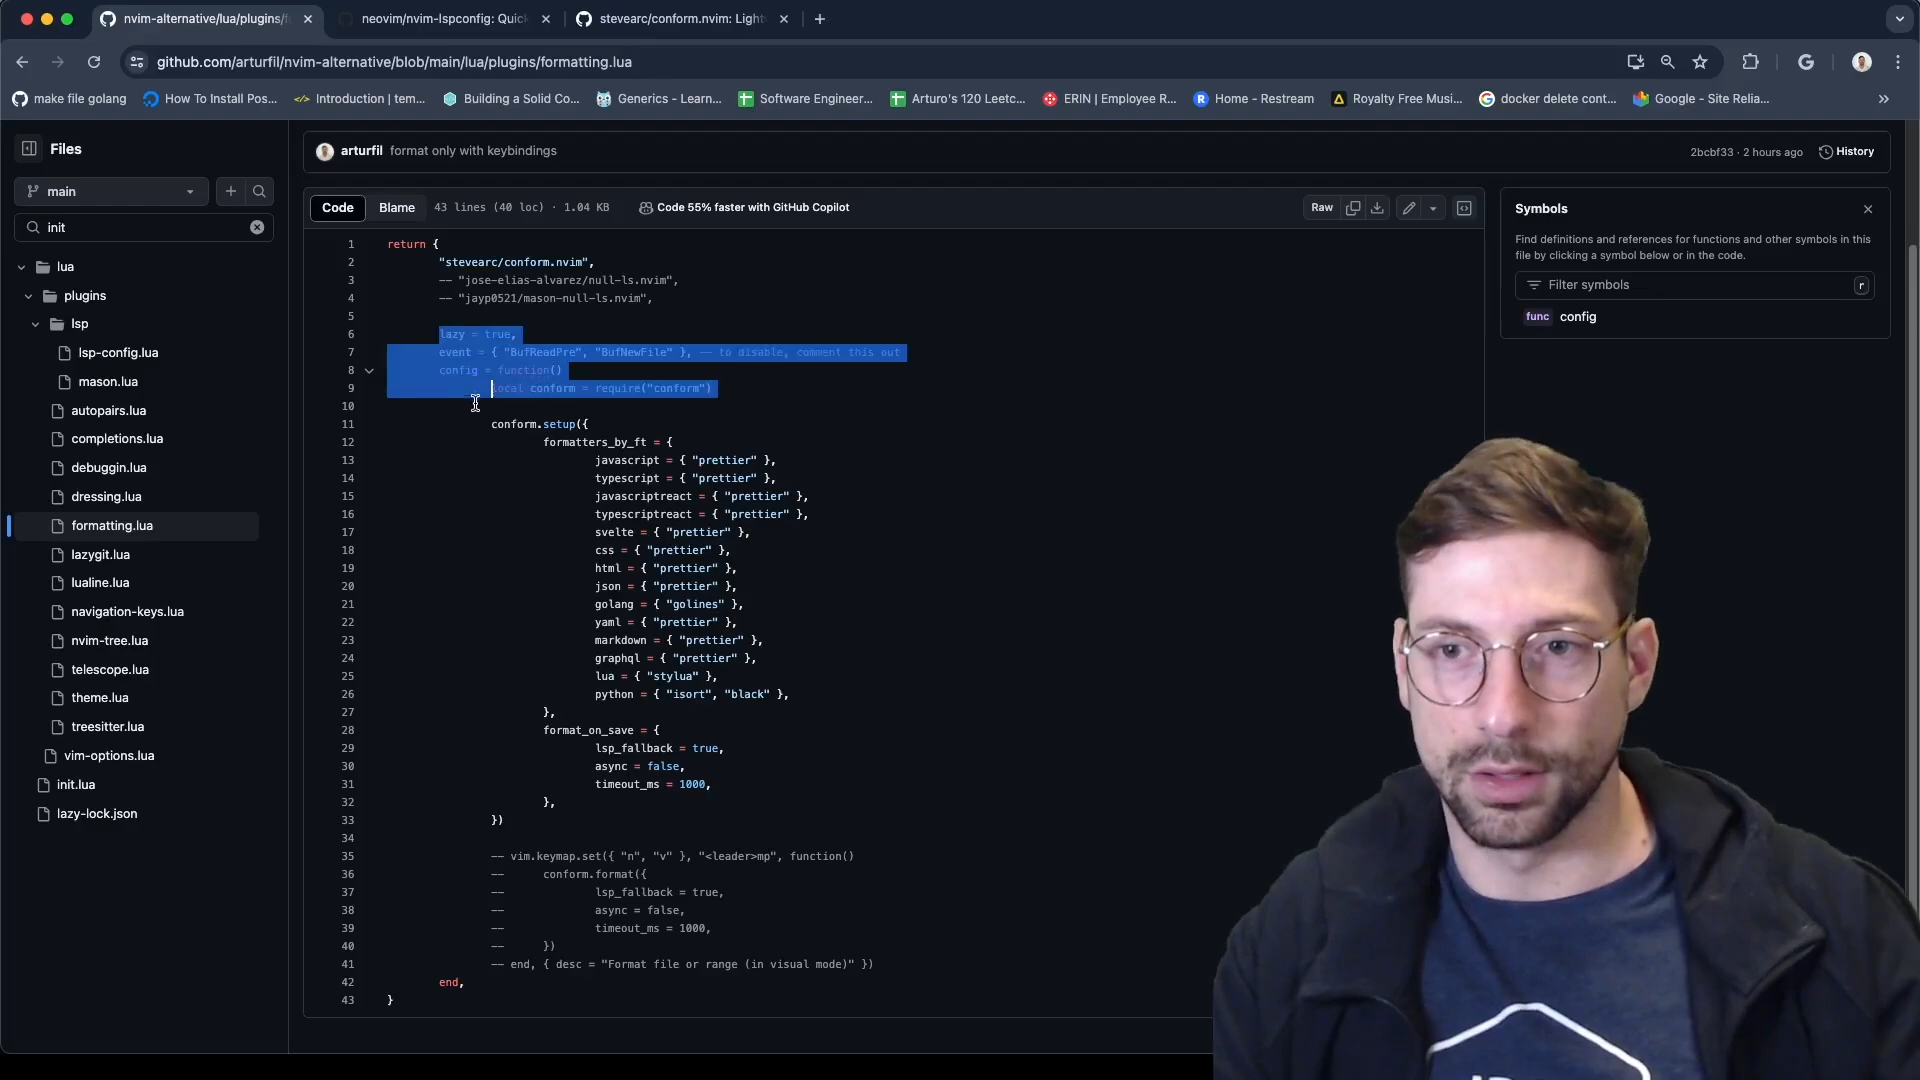 nvim-alternative/lua/plugins/f
neovim/nvim-lspconfig: Quick
stevearc/conform.nvim: Light
github.com/arturfil/nvim-alternative/blob/main/lua/plugins/formatting.lua
make file golang
How To Install Pos...
Introduction | tem...
Building a Solid Co...
Generics - Learn...
Software Engineer...
Arturo's 120 Leetc...
ERIN | Employee R...
Home - Restream
Royalty Free Musi...
docker delete cont...
Google - Site Relia...
Files
main
init
lua
plugins
lsp
lsp-config.lua
mason.lua
autopairs.lua
completions.lua
debuggin.lua
dressing.lua
formatting.lua
lazygit.lua
lualine.lua
navigation-keys.lua
nvim-tree.lua
telescope.lua
theme.lua
treesitter.lua
vim-options.lua
init.lua
lazy-lock.json
arturfil format only with keybindings
2bcbf33 · 2 hours ago
History
Code Blame 43 lines (40 loc) · 1.04 KB Code 55% faster with GitHub Copilot
Raw
1 return {
2 "stevearc/conform.nvim",
3 -- "jose-elias-alvarez/null-ls.nvim",
4 -- "jayp0521/mason-null-ls.nvim",
5
6 lazy = true,
7 event = { "BufReadPre", "BufNewFile" }, -- to disable, comment this out
8 config = function()
9 local conform = require("conform")
10
11 conform.setup({
12 formatters_by_ft = {
13 javascript = { "prettier" },
14 typescript = { "prettier" },
15 javascriptreact = { "prettier" },
16 typescriptreact = { "prettier" },
17 svelte = { "prettier" },
18 css = { "prettier" },
19 html = { "prettier" },
20 json = { "prettier" },
21 golang = { "golines" },
22 yaml = { "prettier" },
23 markdown = { "prettier" },
24 graphql = { "prettier" },
25 lua = { "stylua" },
26 python = { "isort", "black" },
27 },
28 format_on_save = {
29 lsp_fallback = true,
30 async = false,
31 timeout_ms = 1000,
32 },
33 })
34
35 -- vim.keymap.set({ "n", "v" }, "<leader>mp", function()
36 -- conform.format({
37 -- lsp_fallback = true,
38 -- async = false,
39 -- timeout_ms = 1000,
40 -- })
41 -- end, { desc = "Format file or range (in visual mode)" })
42 end,
43 }
Symbols
Find definitions and references for functions and other symbols in this
file by clicking a symbol below or in the code.
Filter symbols
r
func config